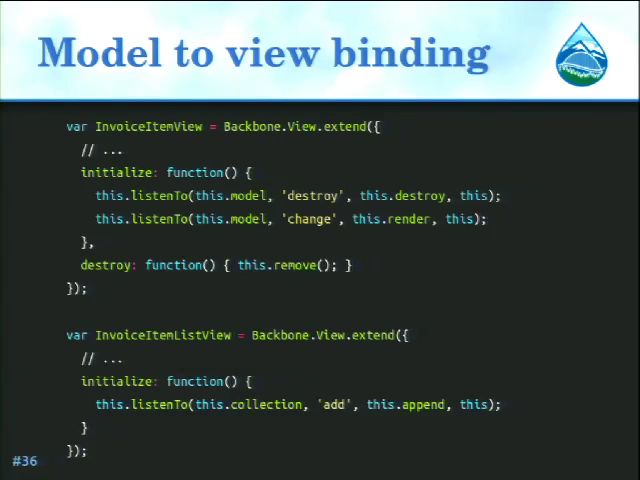 Model to view binding
var InvoiceItemView = Backbone.View.extend({
// ...
initialize: function() {
this.listenTo(this.model, 'destroy', this.destroy, this);
this.listenTo(this.model, 'change', this.render, this);
},
destroy: function() { this.remove(); }
});
var InvoiceItemListView = Backbone.View.extend({
// ...
initialize: function() {
this.listenTo(this.collection, 'add', this.append, this);
}
});
#36